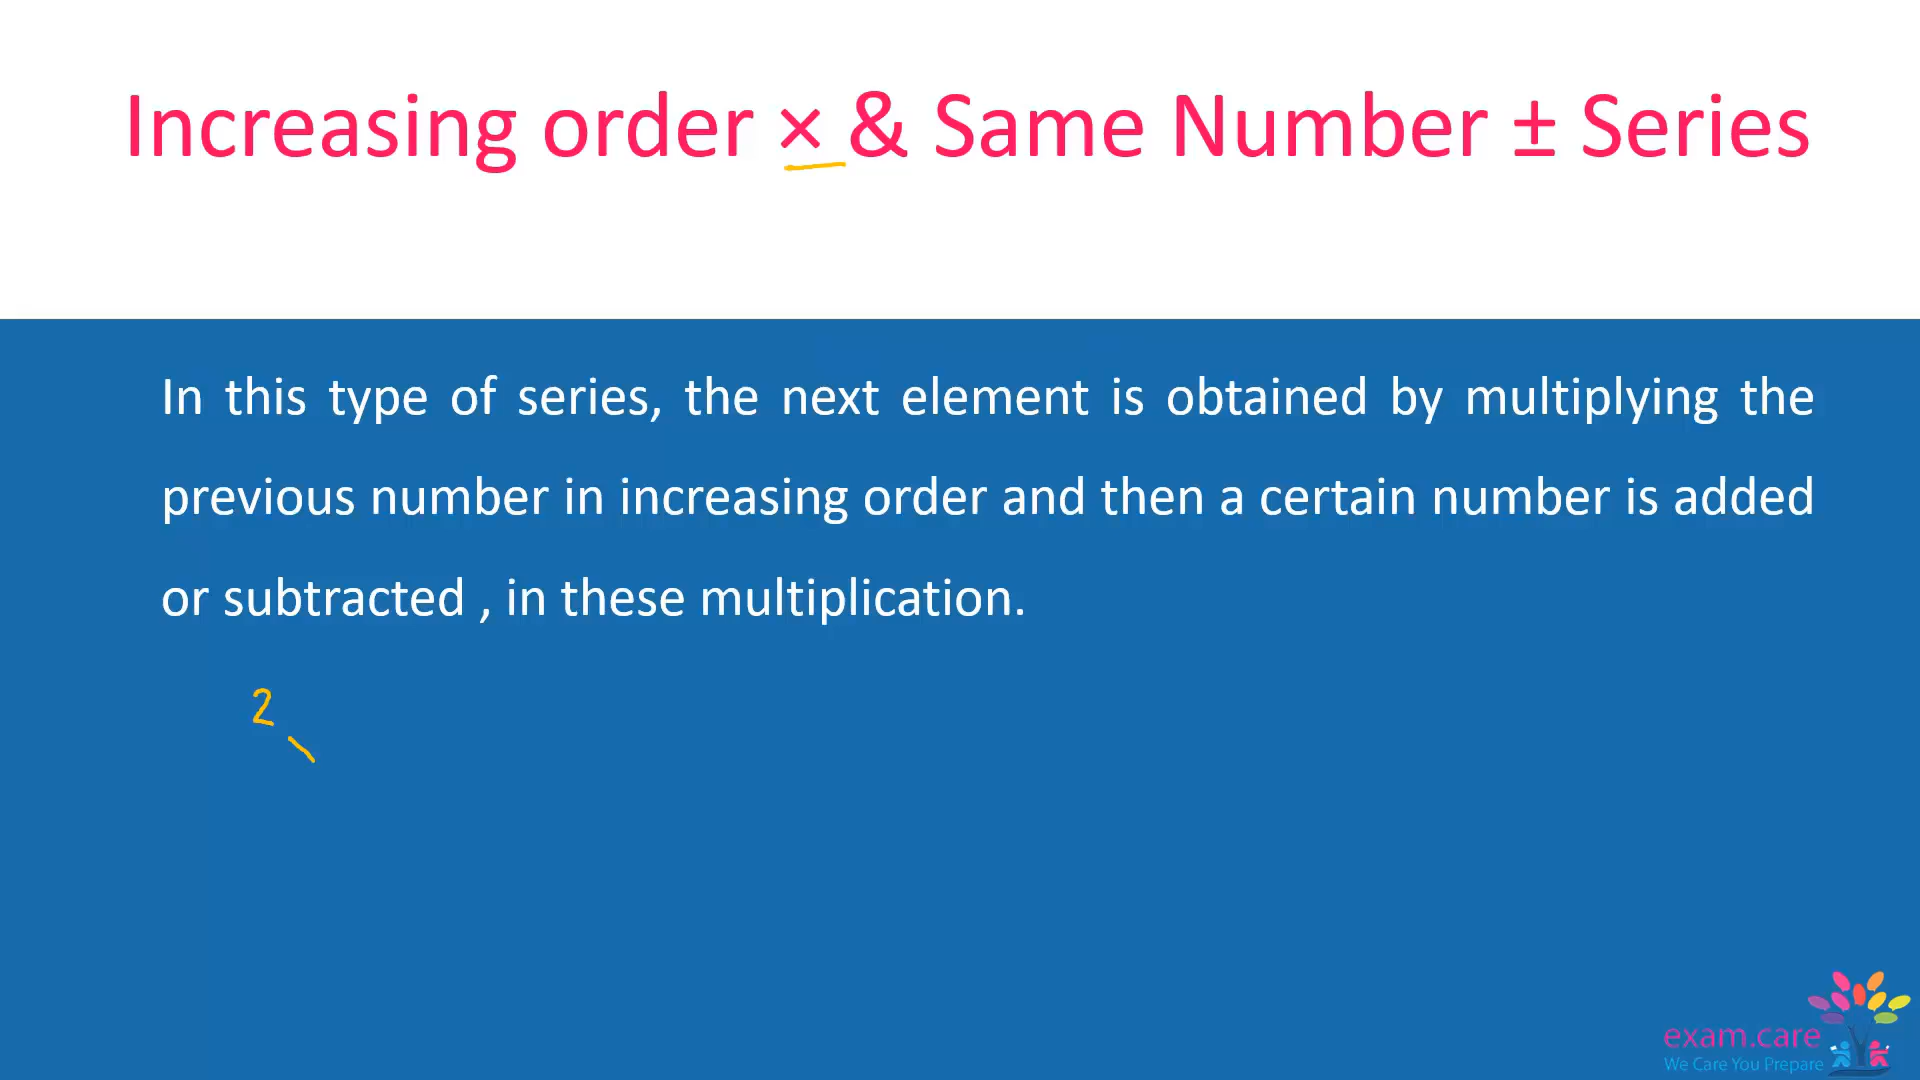 Increasing order × & Same Number ± Series
In this type of series, the next element is obtained by multiplying the
previous number in increasing order and then a certain number is added
or subtracted , in these multiplication.
2
exam.care
We Care You Prepare